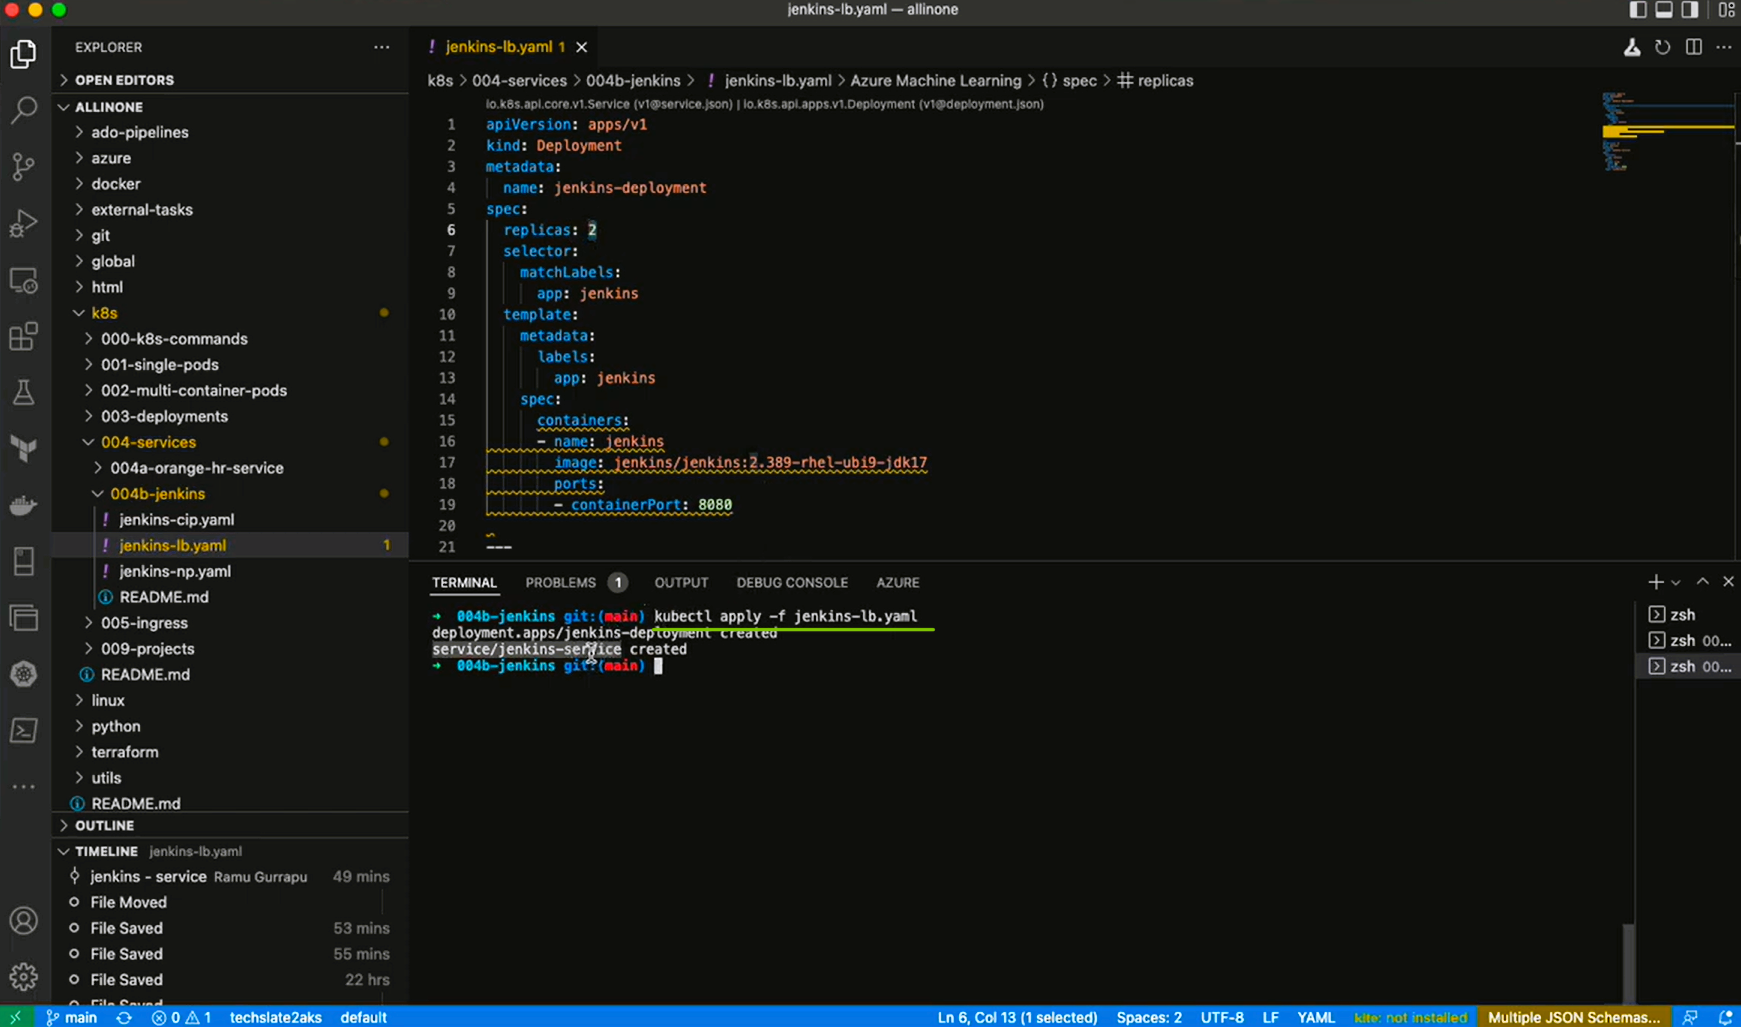 jenkins-lb.yaml — allinone
EXPLORER
OPEN EDITORS
ALLINONE
ado-pipelines
azure
docker
external-tasks
git
global
html
k8s
000-k8s-commands
001-single-pods
002-multi-container-pods
003-deployments
004-services
004a-orange-hr-service
004b-jenkins
! jenkins-cip.yaml
! jenkins-lb.yaml 1
! jenkins-np.yaml
README.md
005-ingress
009-projects
README.md
linux
python
terraform
utils
README.md
OUTLINE
TIMELINE jenkins-lb.yaml
jenkins - service Ramu Gurrapu 49 mins
File Moved
File Saved 53 mins
File Saved 55 mins
File Saved 22 hrs
File Saved
! jenkins-lb.yaml 1
k8s > 004-services > 004b-jenkins > ! jenkins-lb.yaml > Azure Machine Learning > {} spec > # replicas
io.k8s.api.core.v1.Service (v1@service.json) | io.k8s.api.apps.v1.Deployment (v1@deployment.json)
1 apiVersion: apps/v1
2 kind: Deployment
3 metadata:
4 name: jenkins-deployment
5 spec:
6 replicas: 2
7 selector:
8 matchLabels:
9 app: jenkins
10 template:
11 metadata:
12 labels:
13 app: jenkins
14 spec:
15 containers:
16 - name: jenkins
17 image: jenkins/jenkins:2.389-rhel-ubi9-jdk17
18 ports:
19 - containerPort: 8080
20
21 ---
TERMINAL PROBLEMS 1 OUTPUT DEBUG CONSOLE AZURE
→ 004b-jenkins git:(main) kubectl apply -f jenkins-lb.yaml
deployment.apps/jenkins-deployment created
service/jenkins-service created
→ 004b-jenkins git:(main)
zsh
zsh 00...
zsh 00...
main 0 1 techslate2aks default Ln 6, Col 13 (1 selected) Spaces: 2 UTF-8 LF YAML kite: not installed Multiple JSON Schemas...